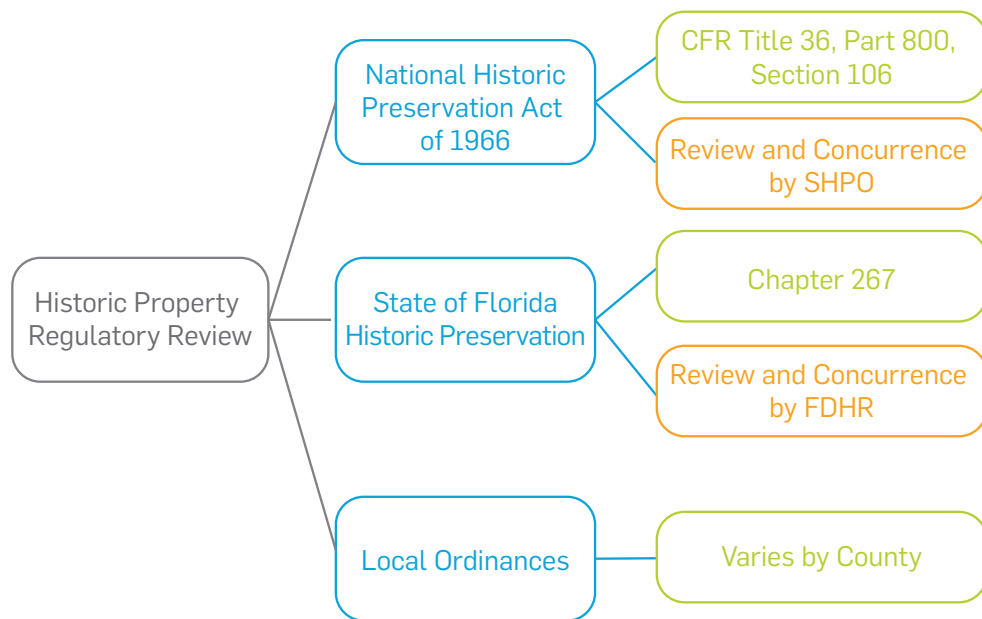 Historic Property
Regulatory Review
National Historic
Preservation Act
of 1966
CFR Title 36, Part 800,
Section 106
Review and Concurrence
by SHPO
State of Florida
Historic Preservation
Chapter 267
Review and Concurrence
by FDHR
Local Ordinances
Varies by County